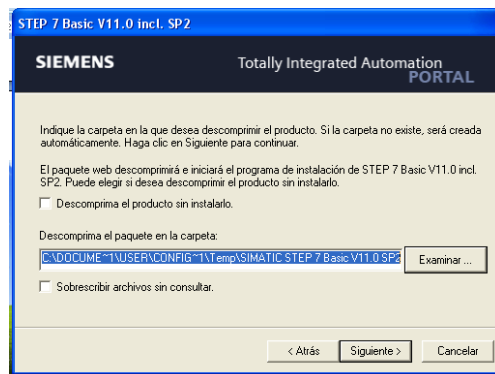 STEP 7 Basic V11.0 incl. SP2
SIEMENS
Totally Integrated Automation
PORTAL
Indique la carpeta en la que desea descomprimir el producto. Si la carpeta no existe, será creada
automáticamente. Haga clic en Siguiente para continuar.
El paquete web descomprimirá e iniciará el programa de instalación de STEP 7 Basic V11.0 incl.
SP2. Puede elegir si desea descomprimir el producto sin instalarlo.
Descomprima el producto sin instalarlo.
Descomprima el paquete en la carpeta:
C:\DOCUME~1\USER\CONFIG~1\Temp\SIMATIC STEP 7 Basic V11.0 SP2
Examinar ...
Sobrescribir archivos sin consultar.
< Atrás
Siguiente >
Cancelar